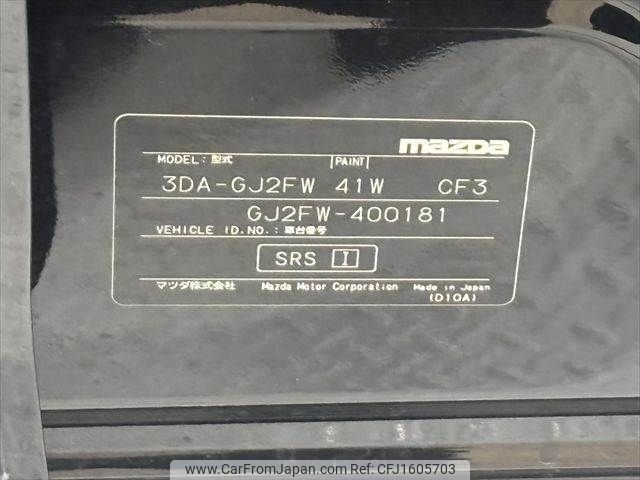 mazda
MODEL: 型式 PAINT
3DA-GJ2FW 41W CF3
GJ2FW-400181
VEHICLE ID.NO.: 車台番号
SRS I
マツダ株式会社 Mazda Motor Corporation Made in Japan
(D10A)
www.CarFromJapan.com | Ref.No: CFJ1605703